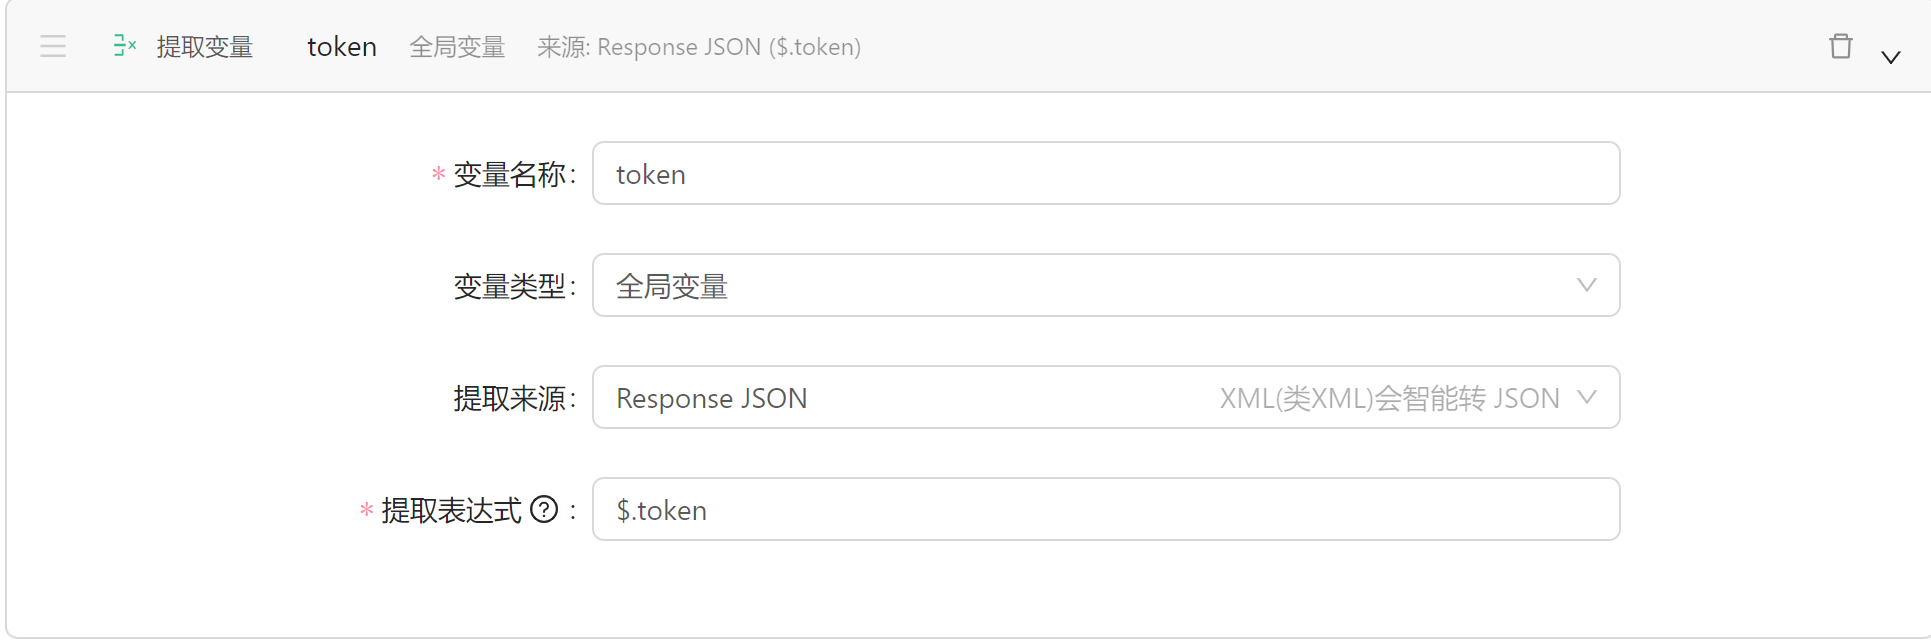 提取变量 token 全局变量 来源: Response JSON ($.token)
* 变量名称: token
变量类型: 全局变量
提取来源: Response JSON XML(类XML)会智能转 JSON
* 提取表达式 ? : $.token